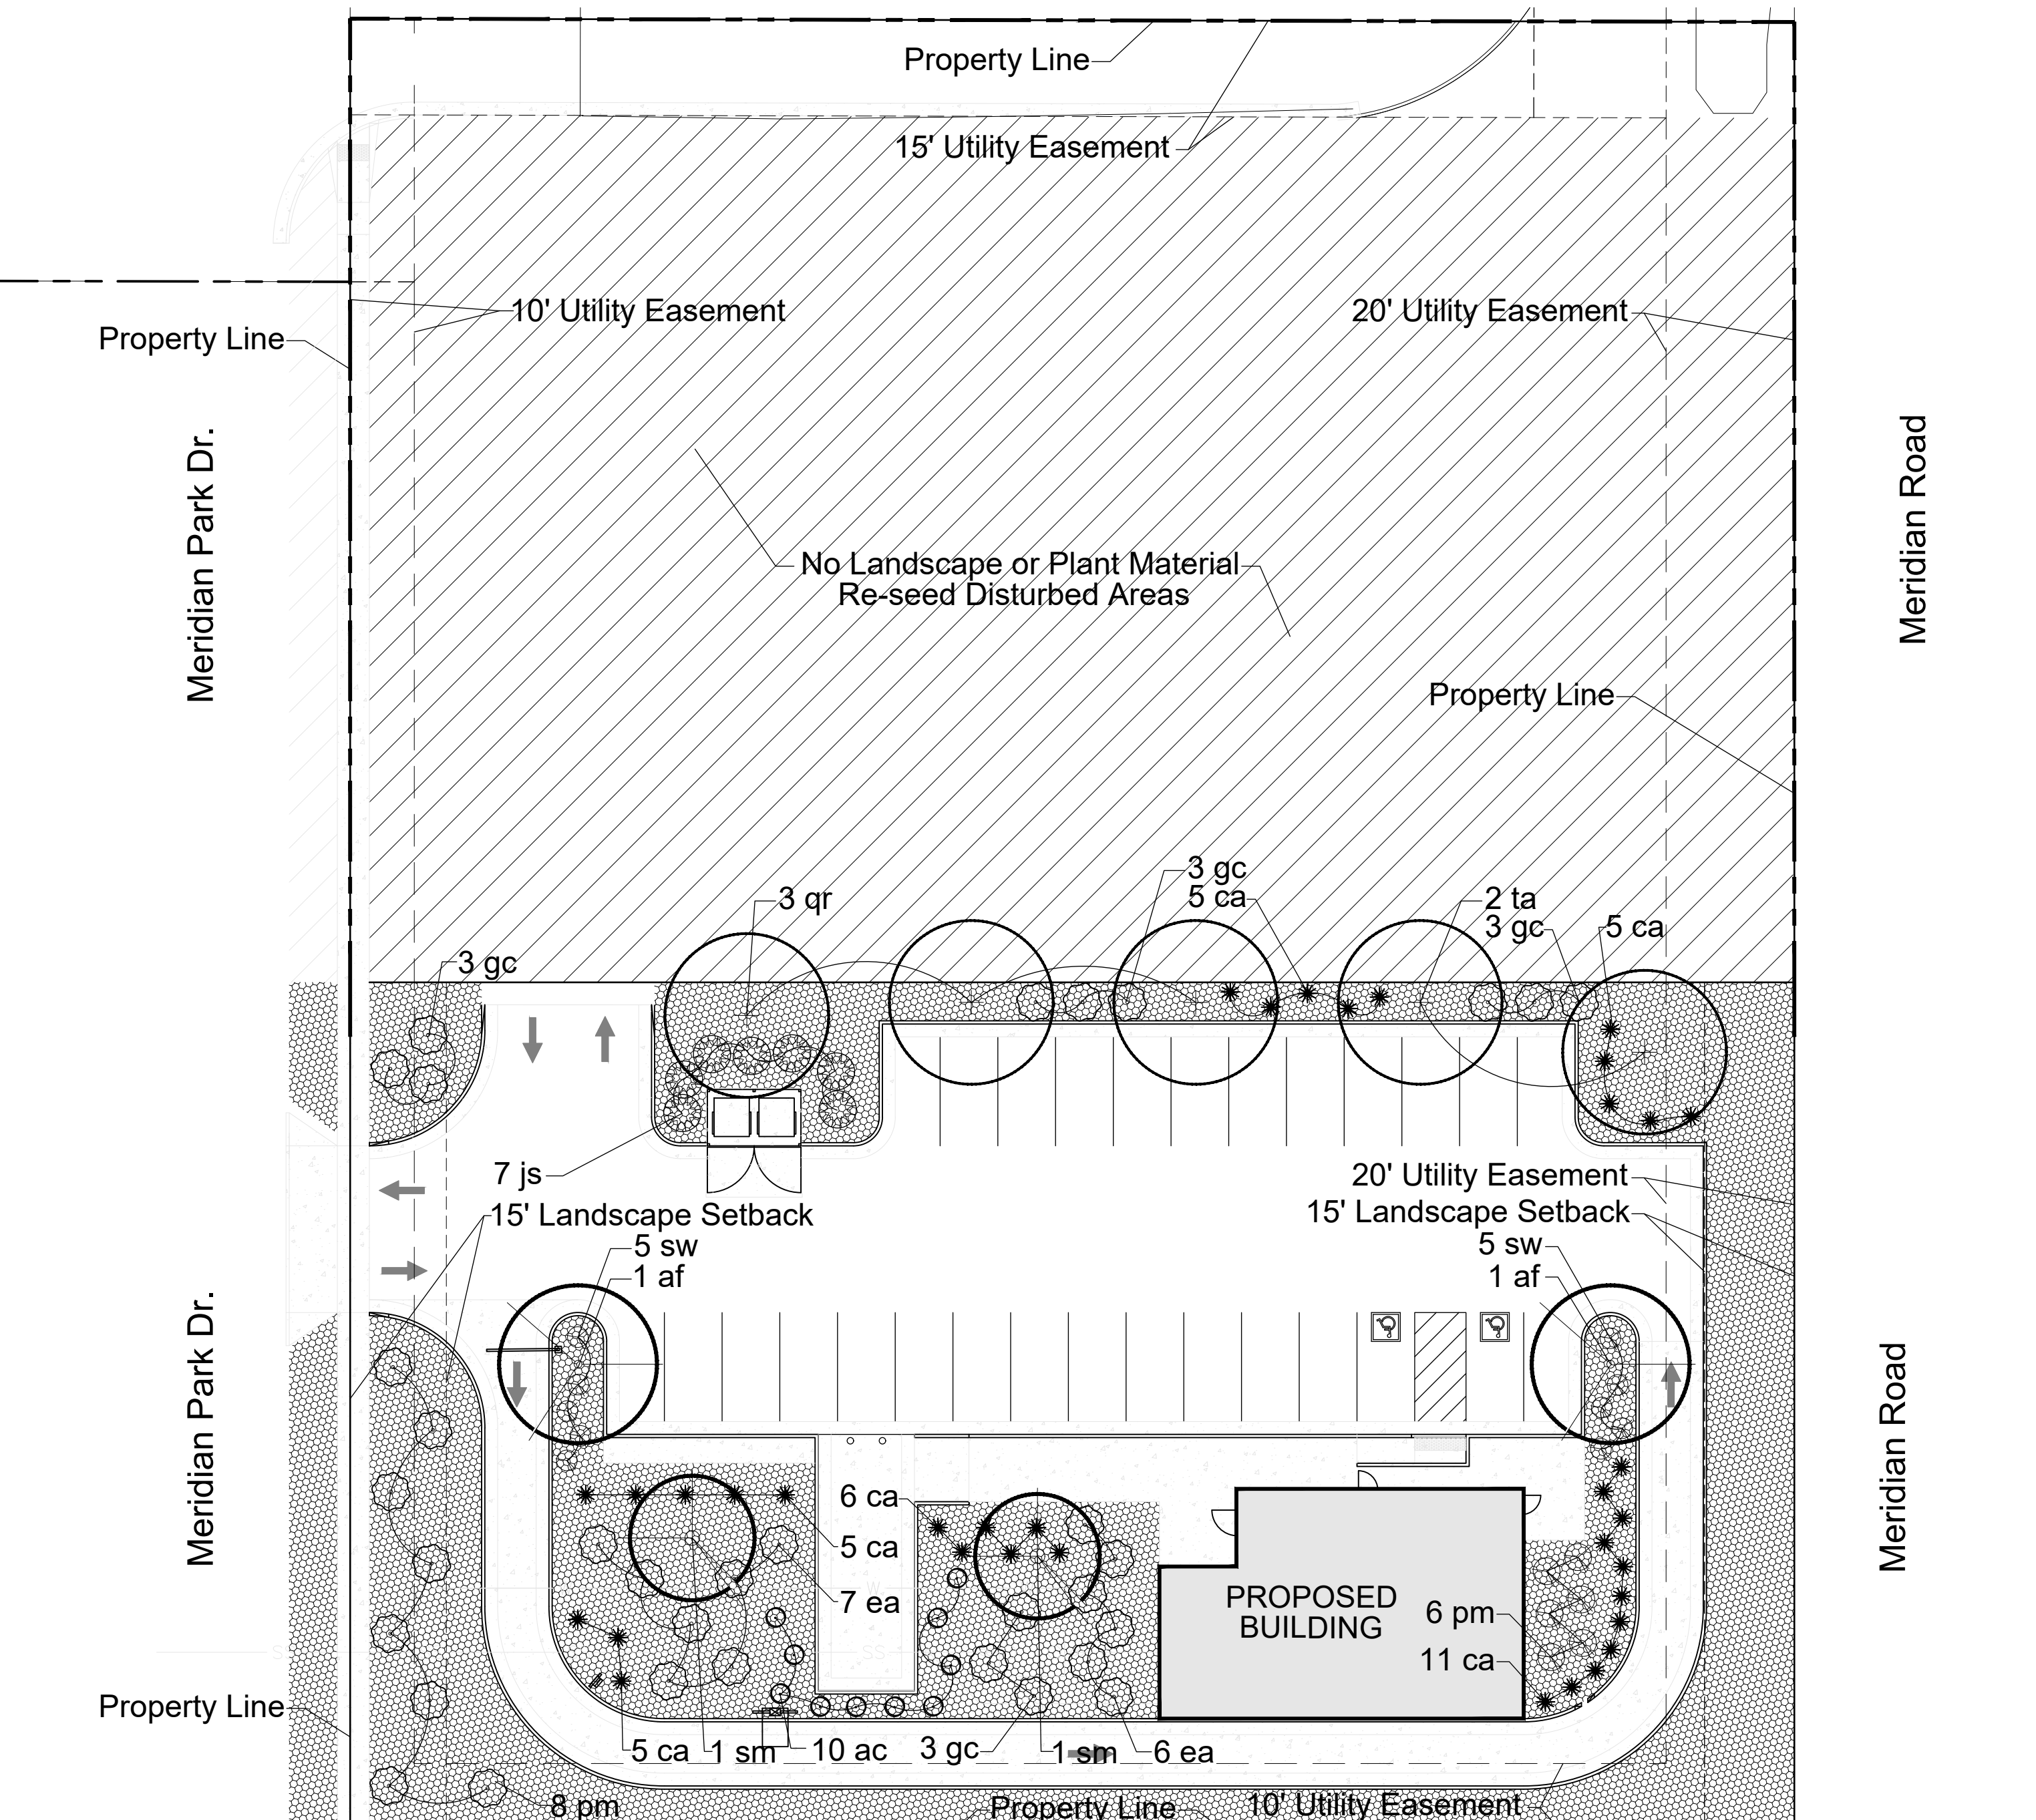 Property Line
15' Utility Easement
10' Utility Easement
20' Utility Easement
Property Line
Meridian Park Dr.
Meridian Road
No Landscape or Plant Material
Re-seed Disturbed Areas
Property Line
3 gc
5 ca
3 qr
2 ta
3 gc
5 ca
3 gc
7 js
20' Utility Easement
15' Landscape Setback
15' Landscape Setback
5 sw
1 af
5 sw
1 af
Meridian Park Dr.
Meridian Road
6 ca
5 ca
7 ea
W
PROPOSED
BUILDING
6 pm
11 ca
SS
Property Line
5 ca
1 sm
10 ac
3 gc
1 sm
6 ea
8 pm
Property Line
10' Utility Easement